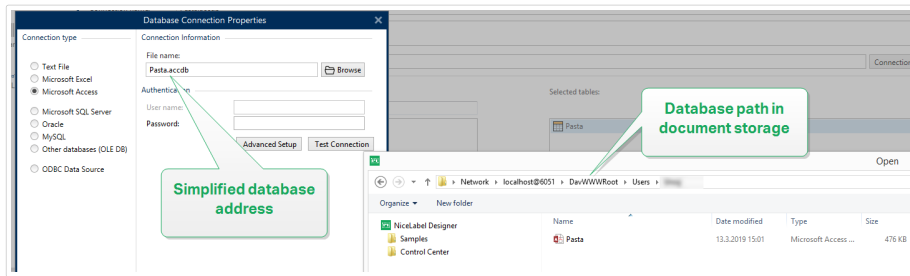 Database Connection Properties
Connection type
Connection Information
File name:
Pasta.accdb
Browse
Text File
Microsoft Excel
Microsoft Access
Microsoft SQL Server
Oracle
MySQL
Other databases (OLE DB)
ODBC Data Source
User name:
Password:
Advanced Setup
Test Connection
Simplified database
address
Connection
Selected tables:
Pasta
Database path in
document storage
Open
Network
localhost@6051
DavWWWRoot
Users
Organize
New folder
NiceLabel Designer
Samples
Control Center
Name
Date modified
Type
Size
Pasta
13.3.2019 15:01
Microsoft Access ...
476 KB